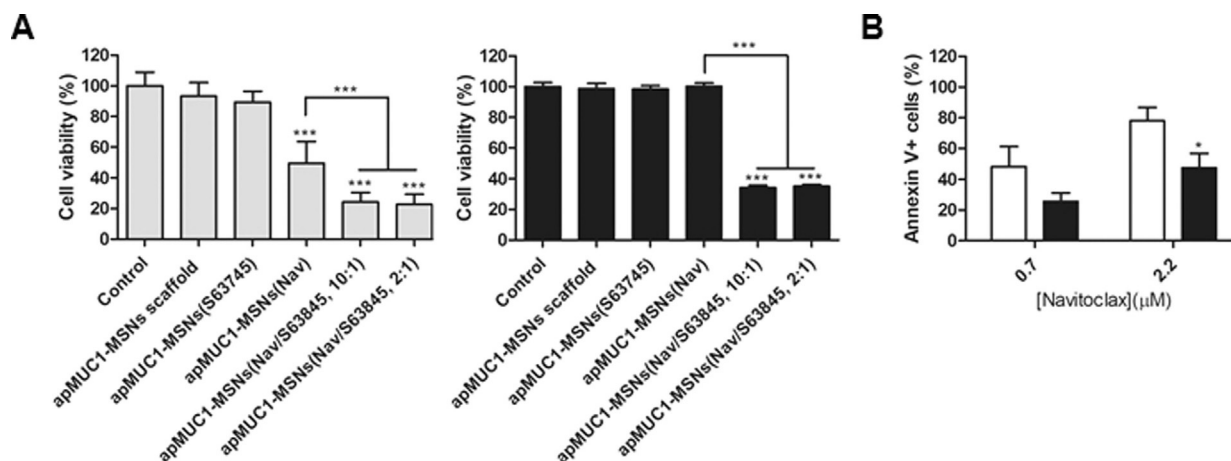 A
Cell viability (%)
120
100
80
60
40
20
0
***
***
***
***
Control
apMUC1-MSNs scaffold
apMUC1-MSNs(S63745)
apMUC1-MSNs(Nav)
apMUC1-MSNs(Nav/S63845, 10:1)
apMUC1-MSNs(Nav/S63845, 2:1)
Cell viability (%)
120
100
80
60
40
20
0
***
***
***
Control
apMUC1-MSNs scaffold
apMUC1-MSNs(S63745)
apMUC1-MSNs(Nav)
apMUC1-MSNs(Nav/S63845, 10:1)
apMUC1-MSNs(Nav/S63845, 2:1)
B
Annexin V+ cells (%)
100
80
60
40
20
0
*
0.7
2.2
[Navitoclax](μM)